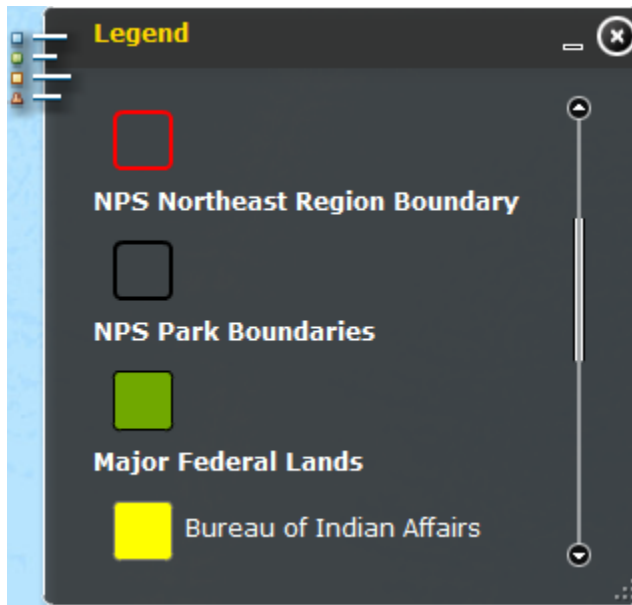 Legend
NPS Northeast Region Boundary
NPS Park Boundaries
Major Federal Lands
Bureau of Indian Affairs